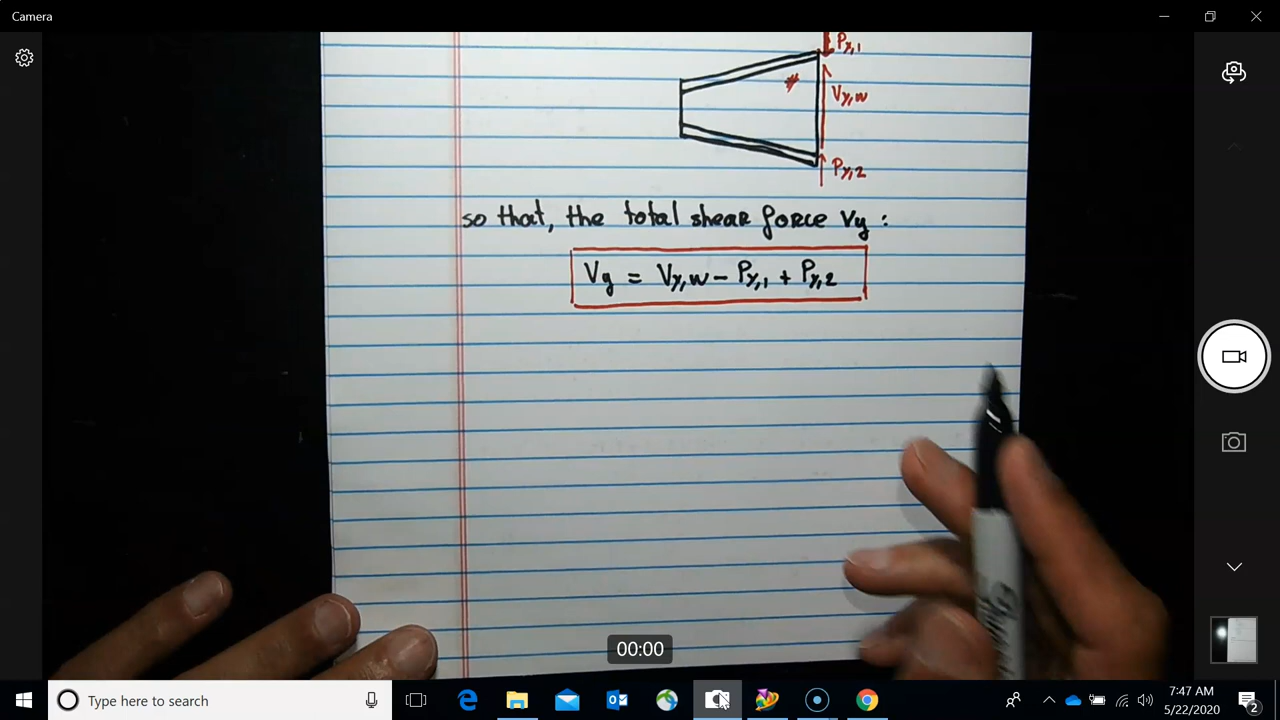 Camera
Py,1
Vy,w
Py,2
so that, the total shear force Vy :
Vy = Vy,w - Py,1 + Py,2
00:00
Type here to search
7:47 AM
5/22/2020
2